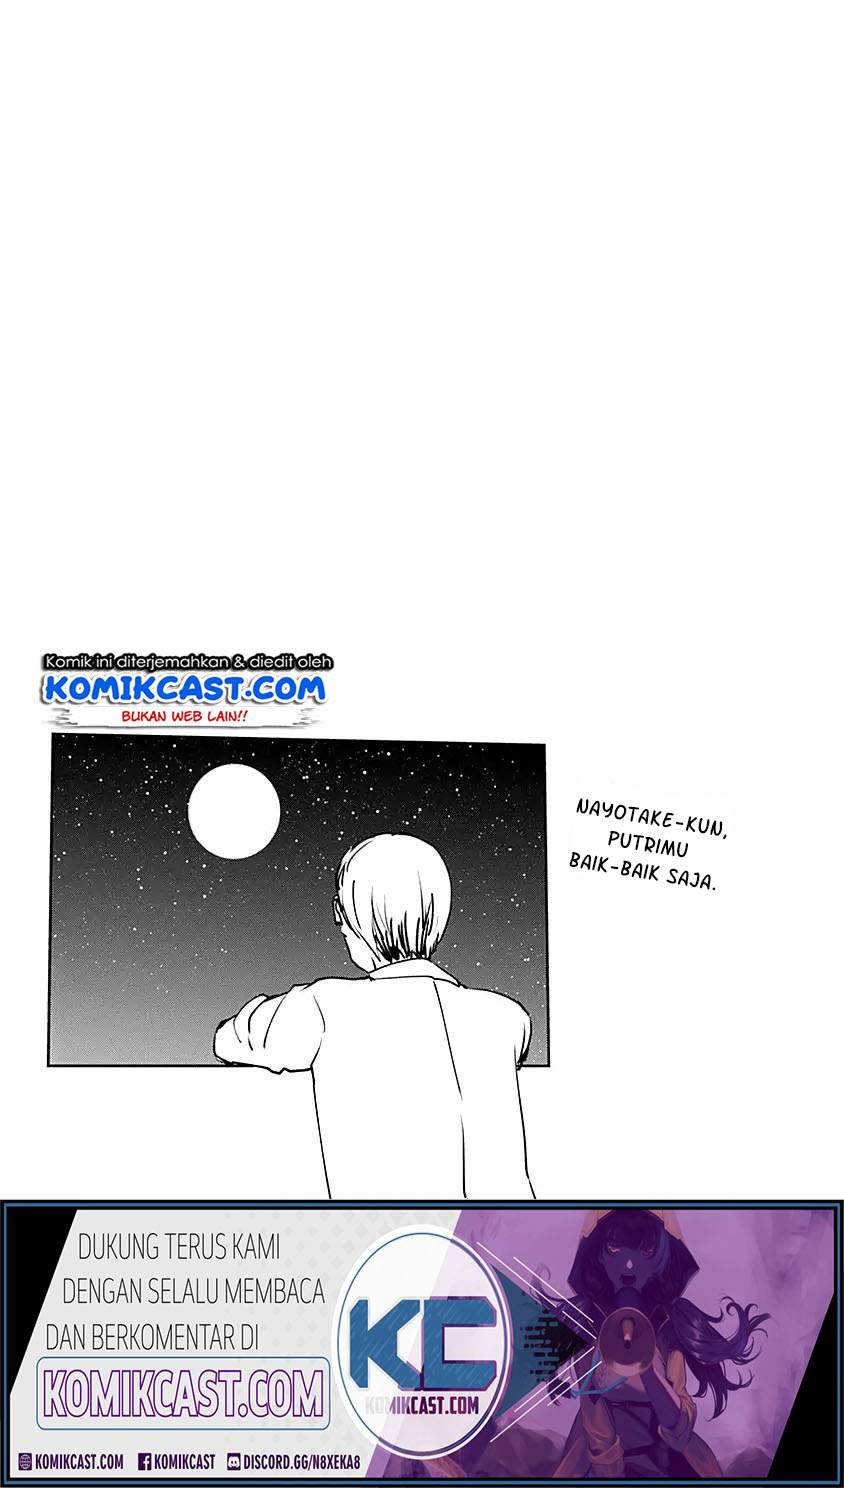 Komik ini diterjemahkan & diedit oleh
KOMIKCAST.COM
BUKAN WEB LAIN!!
NAYOTAKE-KUN,
PUTRIMU
BAIK-BAIK SAJA.
DUKUNG TERUS KAMI
DENGAN SELALU MEMBACA
DAN BERKOMENTAR DI
KOMIKCAST.COM
KC
KOMIKCAST.COM
KOMIKCAST.COM KOMIKCAST DISCORD.GG/N8XEKA8